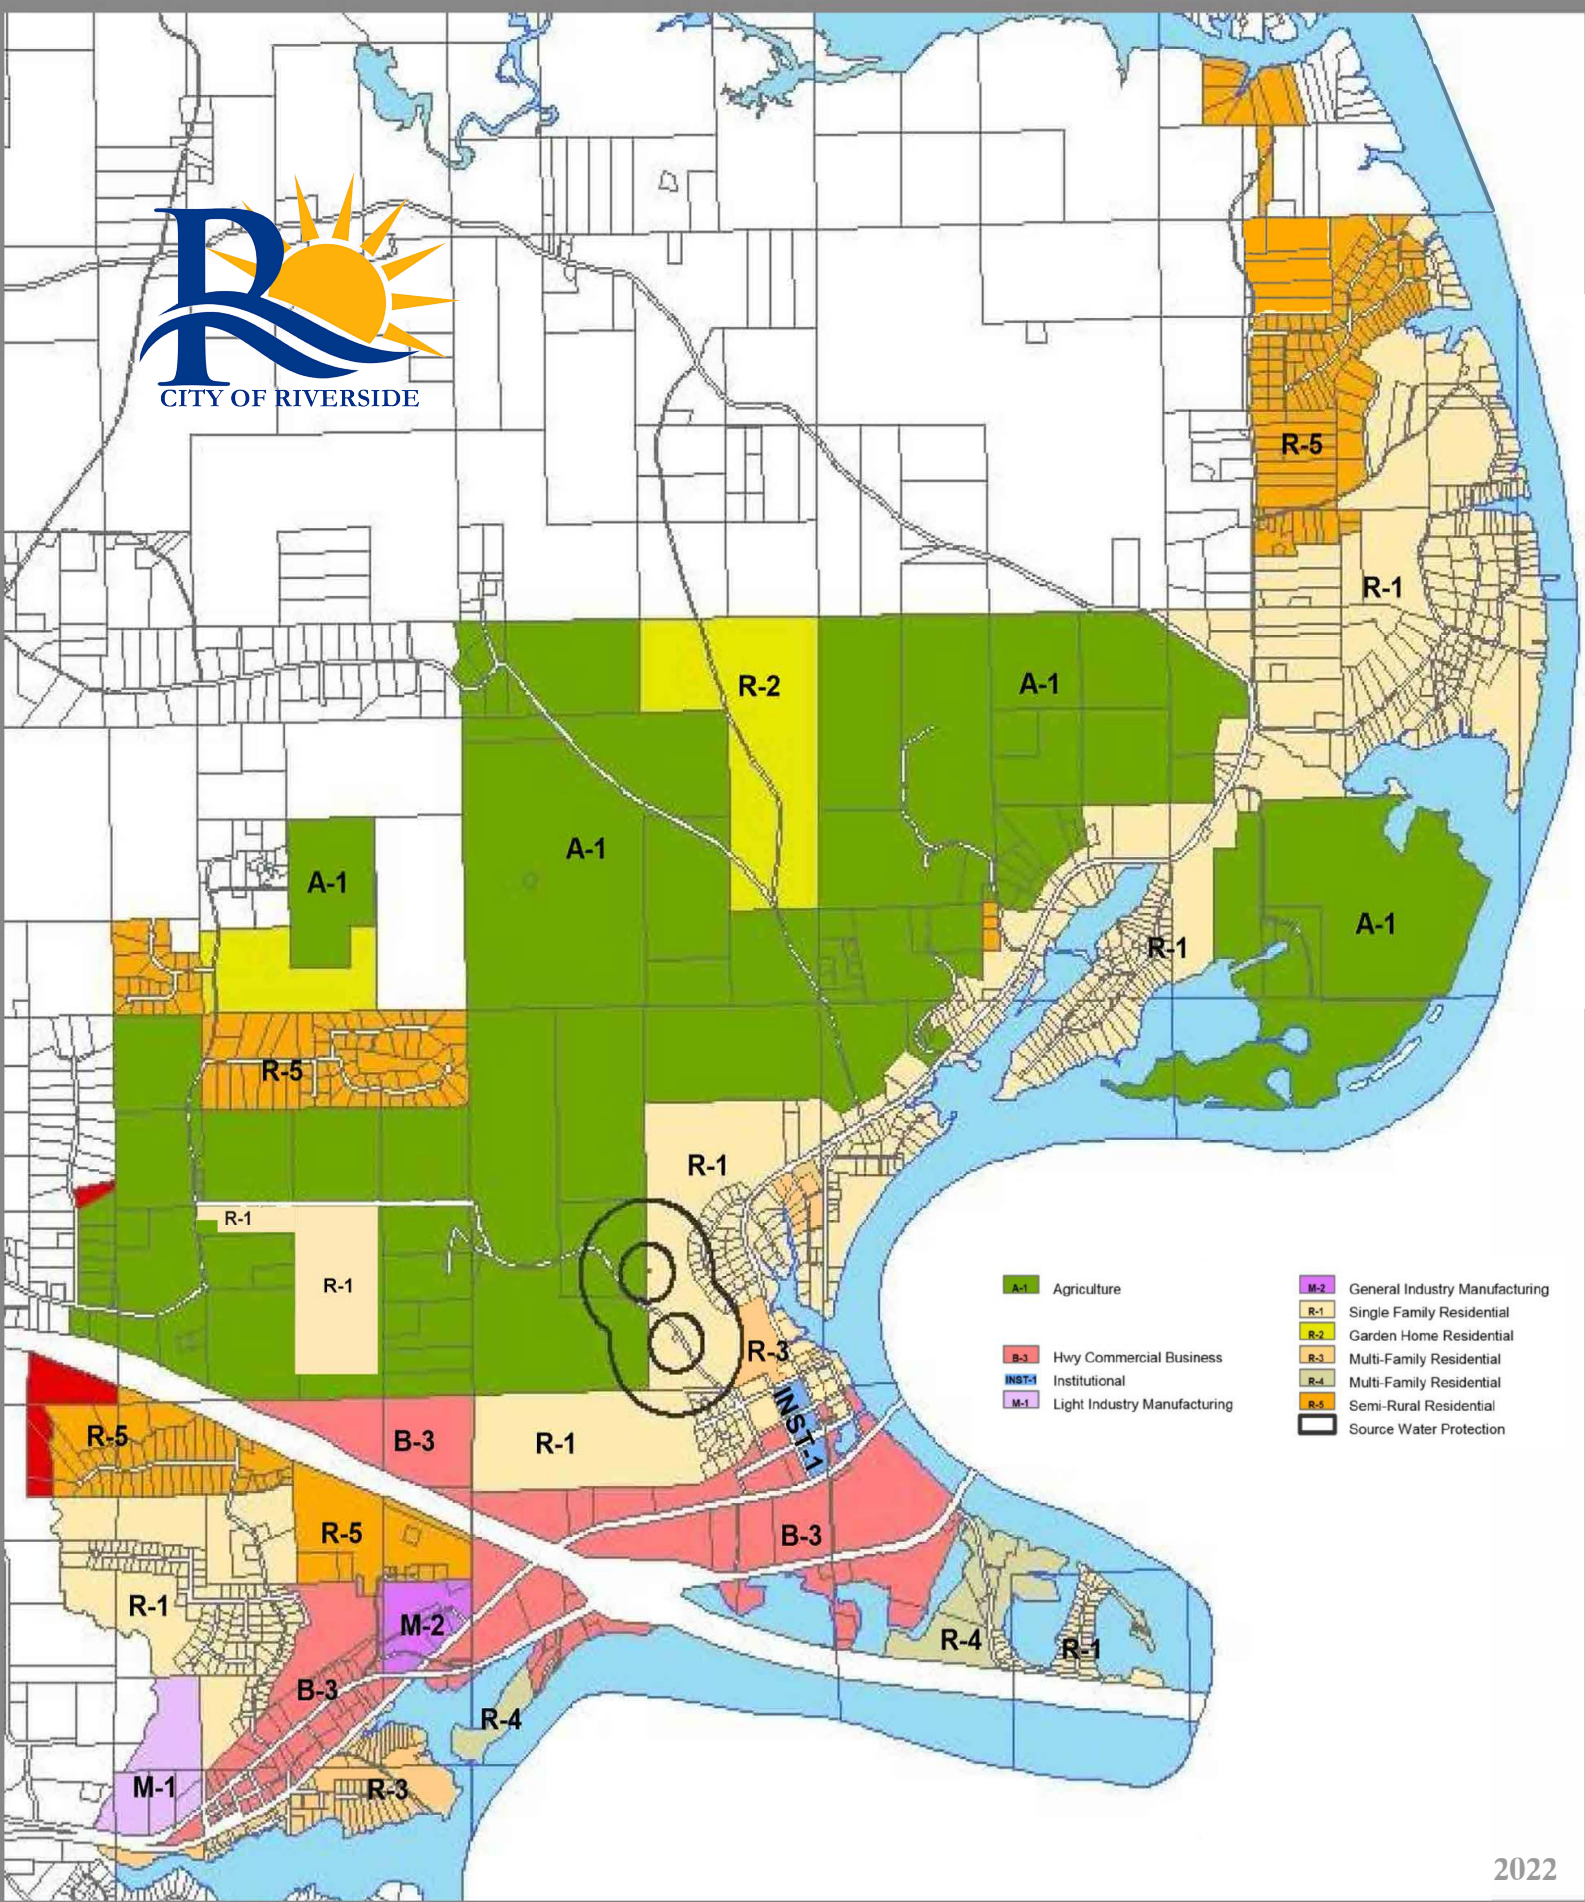 CITY OF RIVERSIDE
R-5
R-1
R-2
A-1
A-1
A-1
A-1
R-1
R-5
R-1
R-1
R-1
R-3
INST-1
R-5
B-3
R-1
R-5
B-3
R-1
M-2
R-4
R-1
B-3
R-4
M-1
R-3
A-1 Agriculture
B-3 Hwy Commercial Business
INST-1 Institutional
M-1 Light Industry Manufacturing
M-2 General Industry Manufacturing
R-1 Single Family Residential
R-2 Garden Home Residential
R-3 Multi-Family Residential
R-4 Multi-Family Residential
R-5 Semi-Rural Residential
Source Water Protection
2022